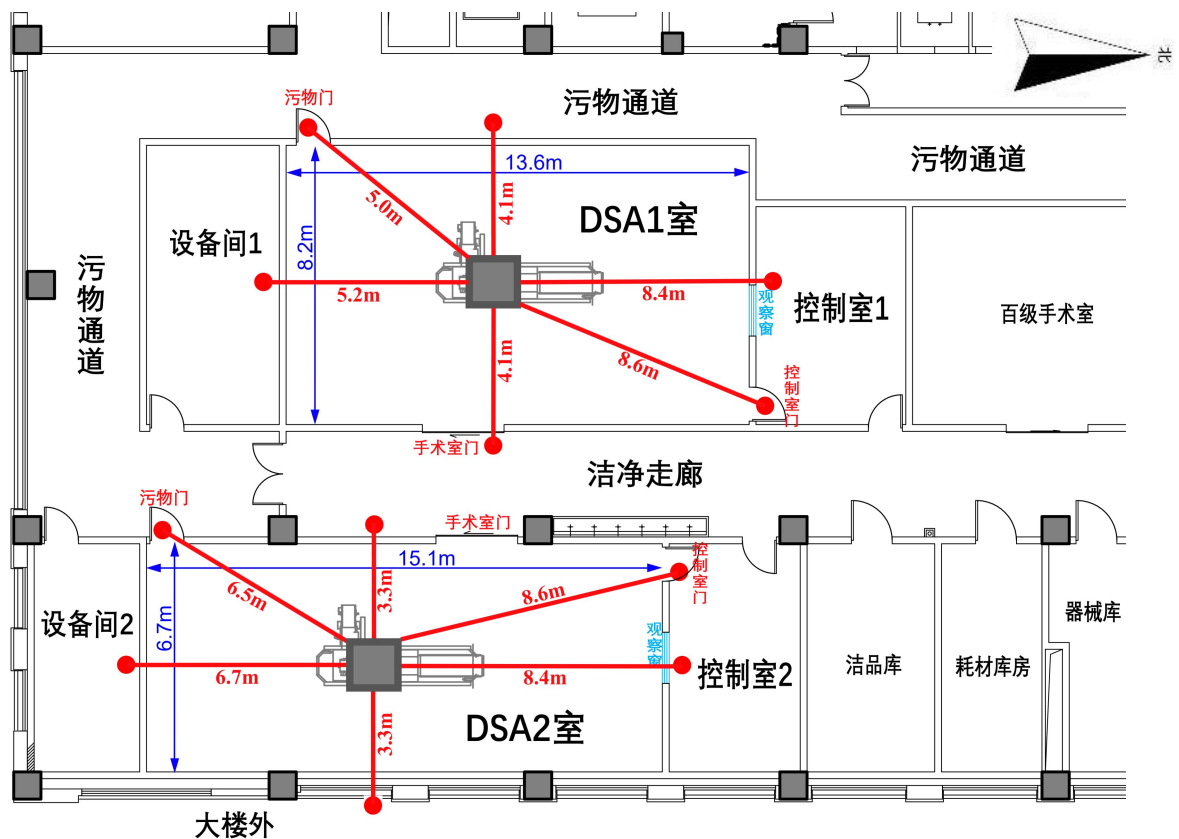 北
污物通道
污物门
13.6m
污物通道
5.0m
4.1m
DSA1室
设备间1
8.2m
污物通道
5.2m
8.4m
观察窗
控制室1
百级手术室
4.1m
8.6m
控制室门
手术室门
洁净走廊
污物门
手术室门
15.1m
控制室门
6.5m
3.3m
8.6m
设备间2
6.7m
器械库
观察窗
6.7m
8.4m
控制室2
洁品库
耗材库房
3.3m
DSA2室
大楼外